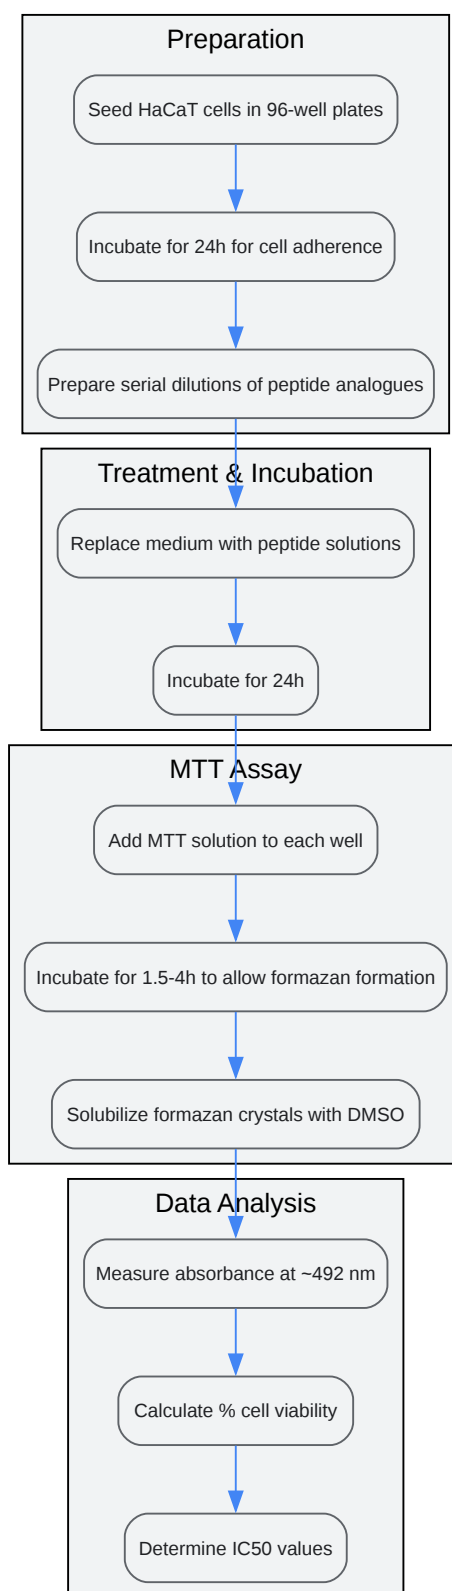 Preparation
Seed HaCaT cells in 96-well plates
Incubate for 24h for cell adherence
Prepare serial dilutions of peptide analogues
Treatment & Incubation
Replace medium with peptide solutions
Incubate for 24h
MTT Assay
Add MTT solution to each well
Incubate for 1.5-4h to allow formazan formation
Solubilize formazan crystals with DMSO
Data Analysis
Measure absorbance at ~492 nm
Calculate % cell viability
Determine IC50 values